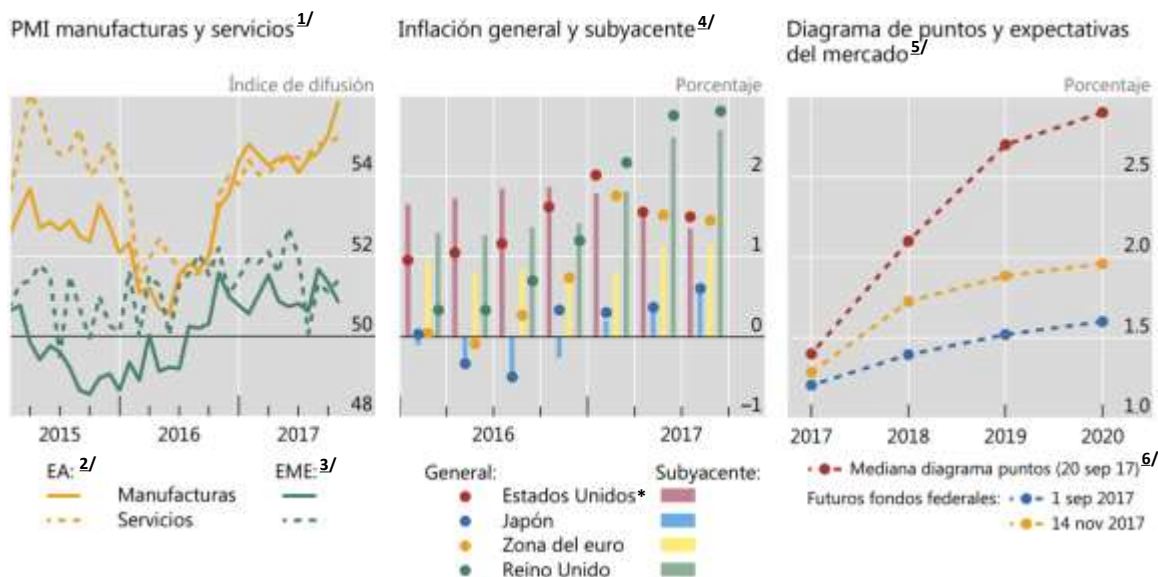 PMI manufacturas y servicios 1/
Índice de difusión
54
52
50
48
2015 2016 2017
EA: 2/ EME: 3/
Manufacturas
Servicios
Inflación general y subyacente 4/
Porcentaje
2
1
0
–1
2016 2017
General: Subyacente:
Estados Unidos*
Japón
Zona del euro
Reino Unido
Diagrama de puntos y expectativas
del mercado 5/
Porcentaje
2.5
2.0
1.5
1.0
2017 2018 2019 2020
Mediana diagrama puntos (20 sep 17) 6/
Futuros fondos federales: 1 sep 2017
14 nov 2017